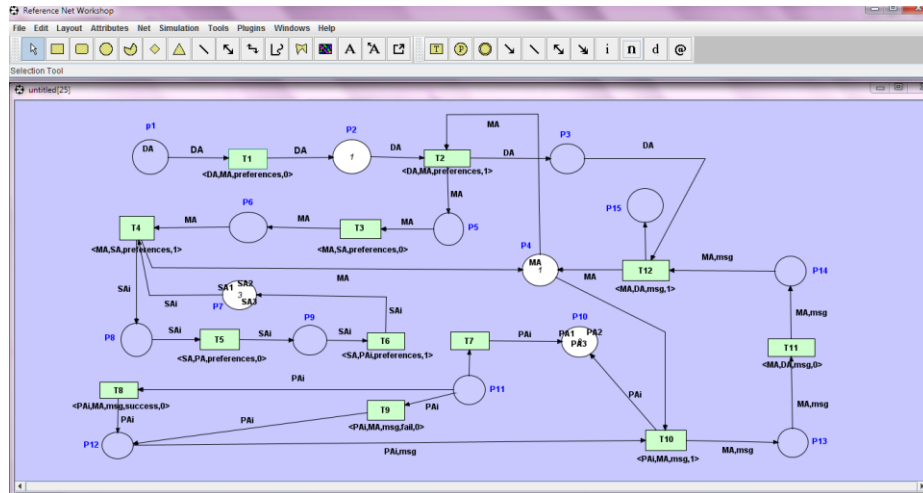 Reference Net Workshop
File Edit Layout Attributes Net Simulation Tools Plugins Windows Help
A A T P i n d @
Selection Tool
untitled[25]
p1 P2 MA P3
DA DA T1 DA 1 DA T2 DA DA
<DA,MA,preferences,0> <DA,MA,preferences,1>
P6 MA P15
T4 MA MA T3 MA P5
<MA,SA,preferences,1> <MA,SA,preferences,0>
P4
MA 1 MA T12 MA,msg P14
MA <MA,DA,msg,1>
SAi SA1 SA2 3 SA3 SAi
P7 P10 MA,msg
P8 SAi T5 SAi P9 SAi T6 T7 PAi PA1 PA2 PA3 T11
<SA,PA,preferences,0> <SA,PAi,preferences,1> <MA,DA,msg,0>
T8 PAi P11 PAi
<PAi,MA,msg,success,0> PAi T9 PAi MA,msg
PAi <PAi,MA,msg,fail,0>
P12 T10 MA,msg P13
PAi,msg <PAi,MA,msg,1>